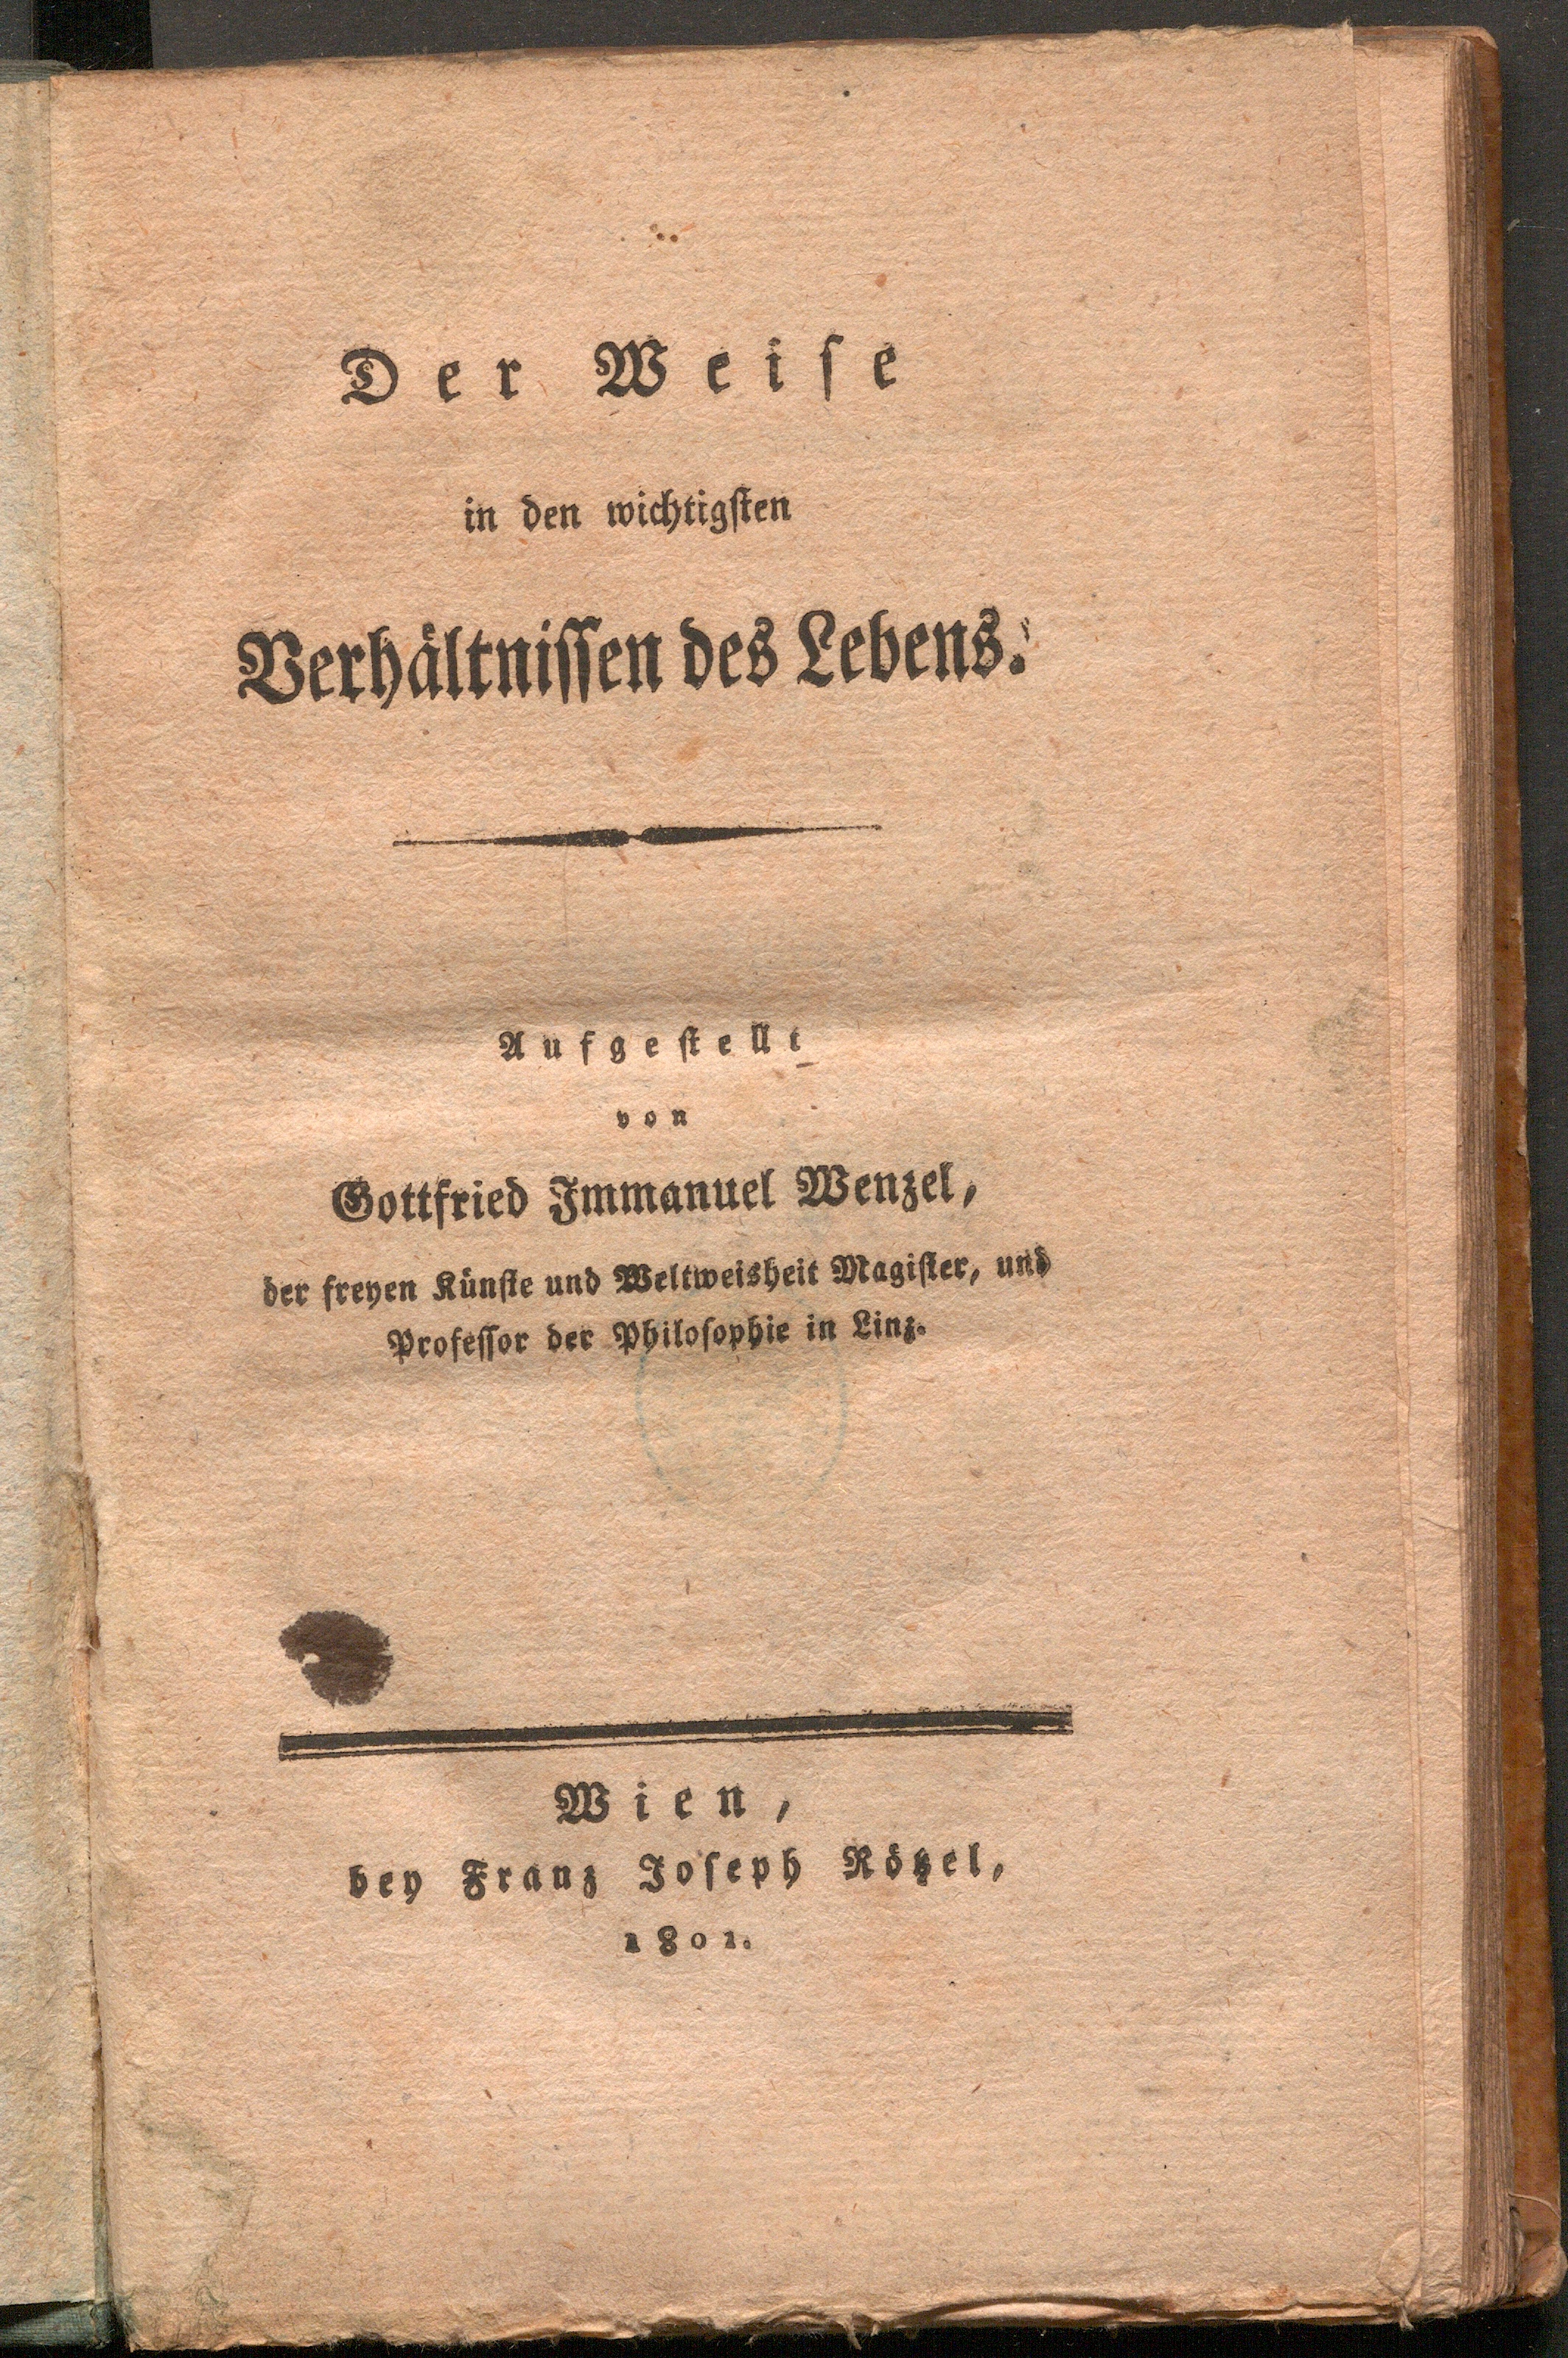 Der Weiſe
in den wichtigſten
Verhältniſſen des Lebens.
Aufgeſtellt
von
Gottfried Immanuel Wenzel,
der freyen Künſte und Weltweisheit Magiſter, und
Profeſſor der Philoſophie in Linz.
Wien,
bey Franz Joſeph Rötzel,
1801.